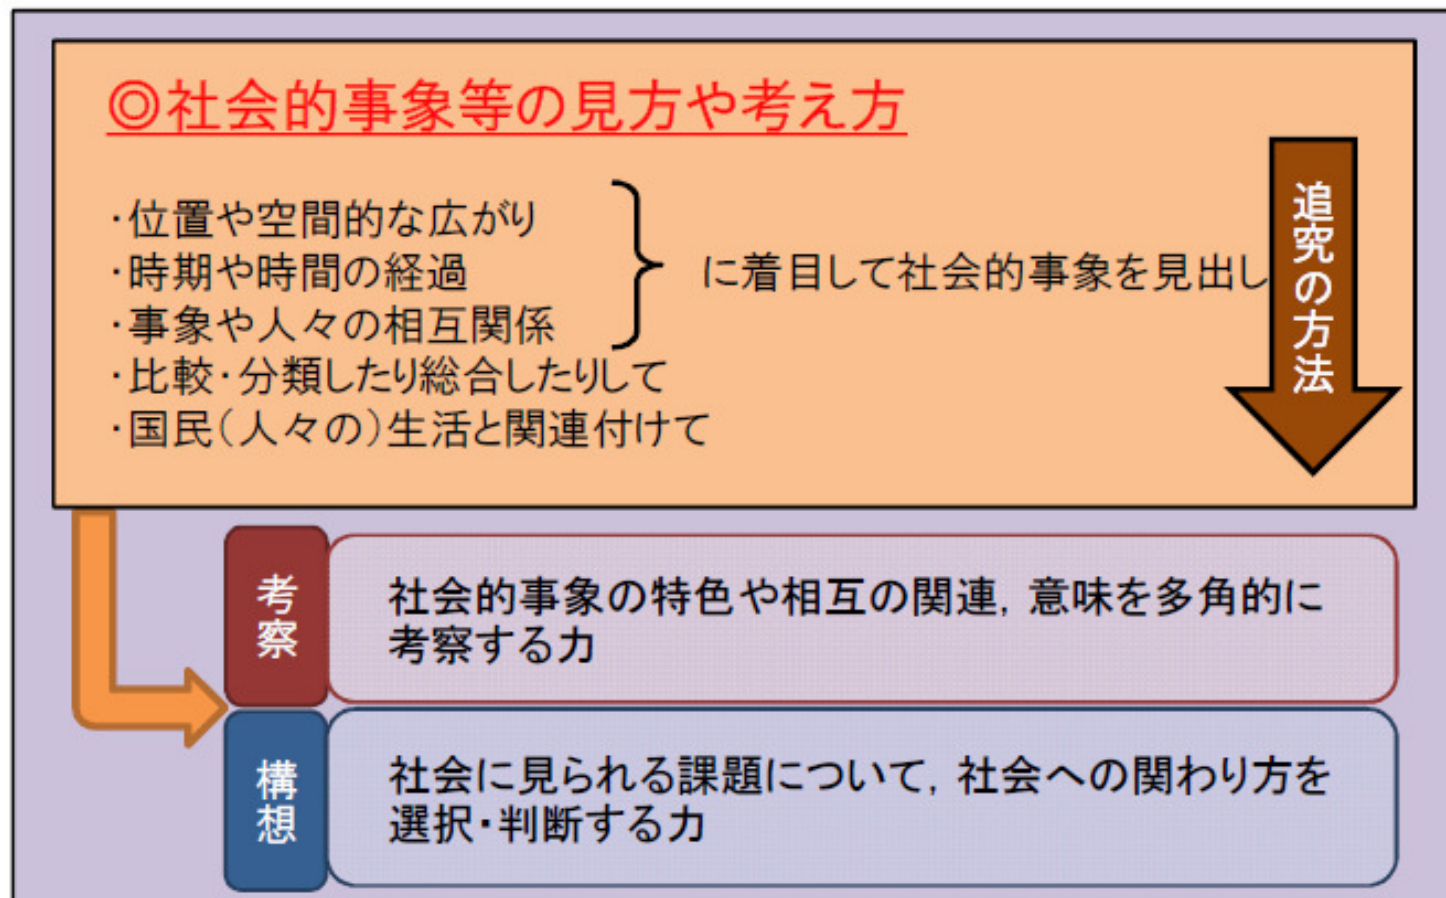 ◎社会的事象等の見方や考え方
・位置や空間的な広がり
・時期や時間の経過
・事象や人々の相互関係
に着目して社会的事象を見出し
・比較・分類したり総合したりして
・国民(人々の)生活と関連付けて
追究の方法
考察
社会的事象の特色や相互の関連，意味を多角的に
考察する力
構想
社会に見られる課題について，社会への関わり方を
選択・判断する力